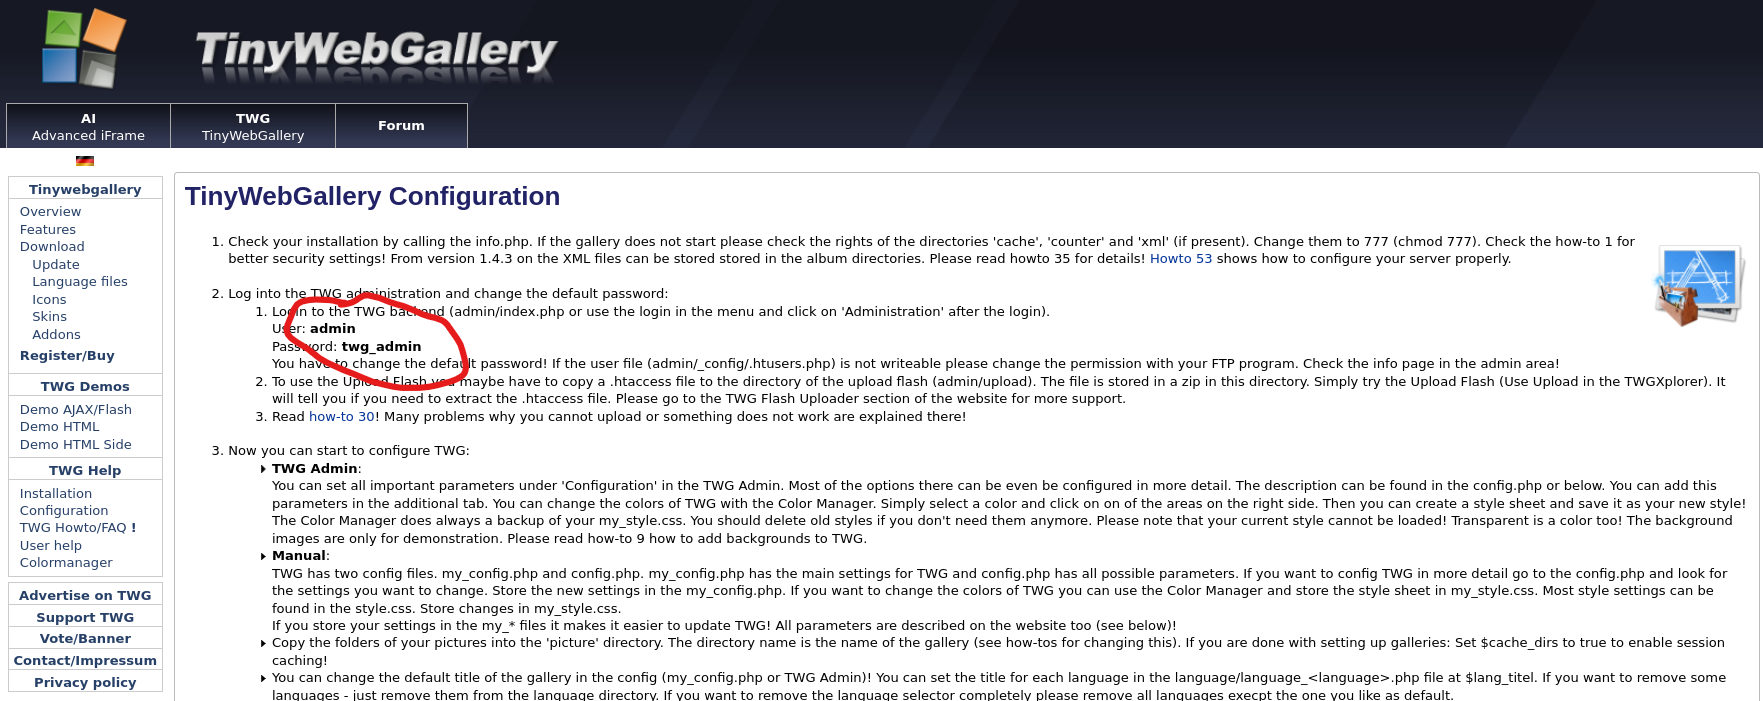 TinyWebGallery
AI
Advanced iFrame
TWG
TinyWebGallery
Forum
Tinywebgallery
Overview
Features
Download
Update
Language files
Icons
Skins
Addons
Register/Buy
TWG Demos
Demo AJAX/Flash
Demo HTML
Demo HTML Side
TWG Help
Installation
Configuration
TWG Howto/FAQ !
User help
Colormanager
Advertise on TWG
Support TWG
Vote/Banner
Contact/Impressum
Privacy policy
TinyWebGallery Configuration
1. Check your installation by calling the info.php. If the gallery does not start please check the rights of the directories 'cache', 'counter' and 'xml' (if present). Change them to 777 (chmod 777). Check the how-to 1 for
better security settings! From version 1.4.3 on the XML files can be stored stored in the album directories. Please read howto 35 for details! Howto 53 shows how to configure your server properly.
2. Log into the TWG administration and change the default password:
1. Login to the TWG backend (admin/index.php or use the login in the menu and click on 'Administration' after the login).
User: admin
Password: twg_admin
You have to change the default password! If the user file (admin/_config/.htusers.php) is not writeable please change the permission with your FTP program. Check the info page in the admin area!
2. To use the Upload Flash you maybe have to copy a .htaccess file to the directory of the upload flash (admin/upload). The file is stored in a zip in this directory. Simply try the Upload Flash (Use Upload in the TWGXplorer). It
will tell you if you need to extract the .htaccess file. Please go to the TWG Flash Uploader section of the website for more support.
3. Read how-to 30! Many problems why you cannot upload or something does not work are explained there!
3. Now you can start to configure TWG:
TWG Admin:
You can set all important parameters under 'Configuration' in the TWG Admin. Most of the options there can be even be configured in more detail. The description can be found in the config.php or below. You can add this
parameters in the additional tab. You can change the colors of TWG with the Color Manager. Simply select a color and click on on of the areas on the right side. Then you can create a style sheet and save it as your new style!
The Color Manager does always a backup of your my_style.css. You should delete old styles if you don't need them anymore. Please note that your current style cannot be loaded! Transparent is a color too! The background
images are only for demonstration. Please read how-to 9 how to add backgrounds to TWG.
Manual:
TWG has two config files. my_config.php and config.php. my_config.php has the main settings for TWG and config.php has all possible parameters. If you want to config TWG in more detail go to the config.php and look for
the settings you want to change. Store the new settings in the my_config.php. If you want to change the colors of TWG you can use the Color Manager and store the style sheet in my_style.css. Most style settings can be
found in the style.css. Store changes in my_style.css.
If you store your settings in the my_* files it makes it easier to update TWG! All parameters are described on the website too (see below)!
Copy the folders of your pictures into the 'picture' directory. The directory name is the name of the gallery (see how-tos for changing this). If you are done with setting up galleries: Set $cache_dirs to true to enable session
caching!
You can change the default title of the gallery in the config (my_config.php or TWG Admin)! You can set the title for each language in the language/language_<language>.php file at $lang_titel. If you want to remove some
languages - just remove them from the language directory. If you want to remove the language selector completely please remove all languages execpt the one you like as default.